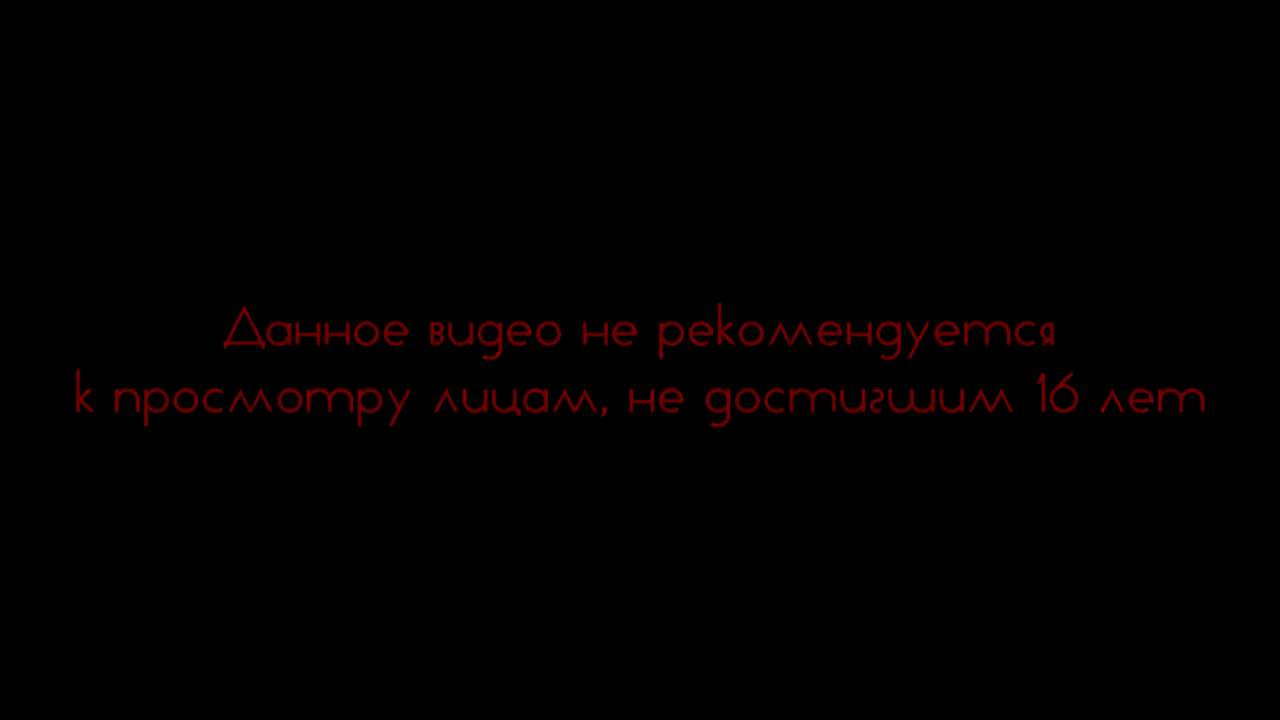 Данное видео не рекомендуется
к просмотру лицам, не достигшим 16 лет